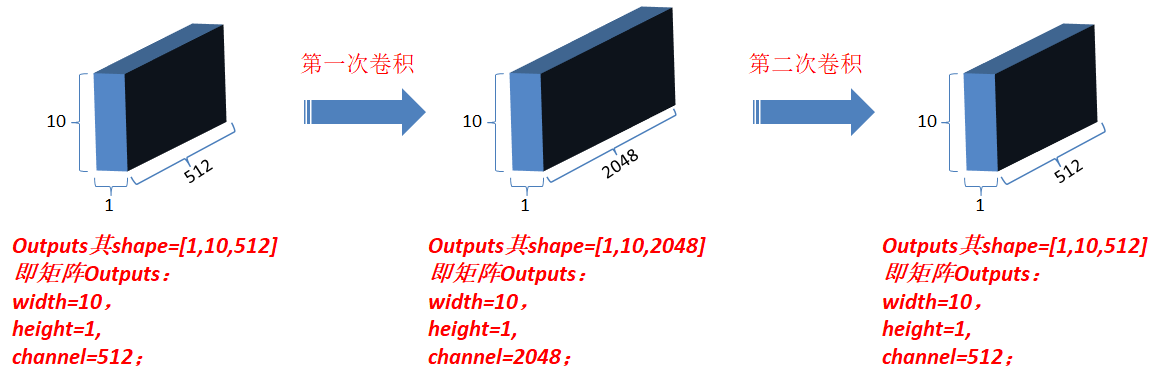 第一次卷积
第二次卷积
10
512
1
10
2048
1
10
512
1
Outputs其shape=[1,10,512]
即矩阵Outputs：
width=10，
height=1,
channel=512；
Outputs其shape=[1,10,2048]
即矩阵Outputs：
width=10，
height=1,
channel=2048；
Outputs其shape=[1,10,512]
即矩阵Outputs：
width=10，
height=1,
channel=512；